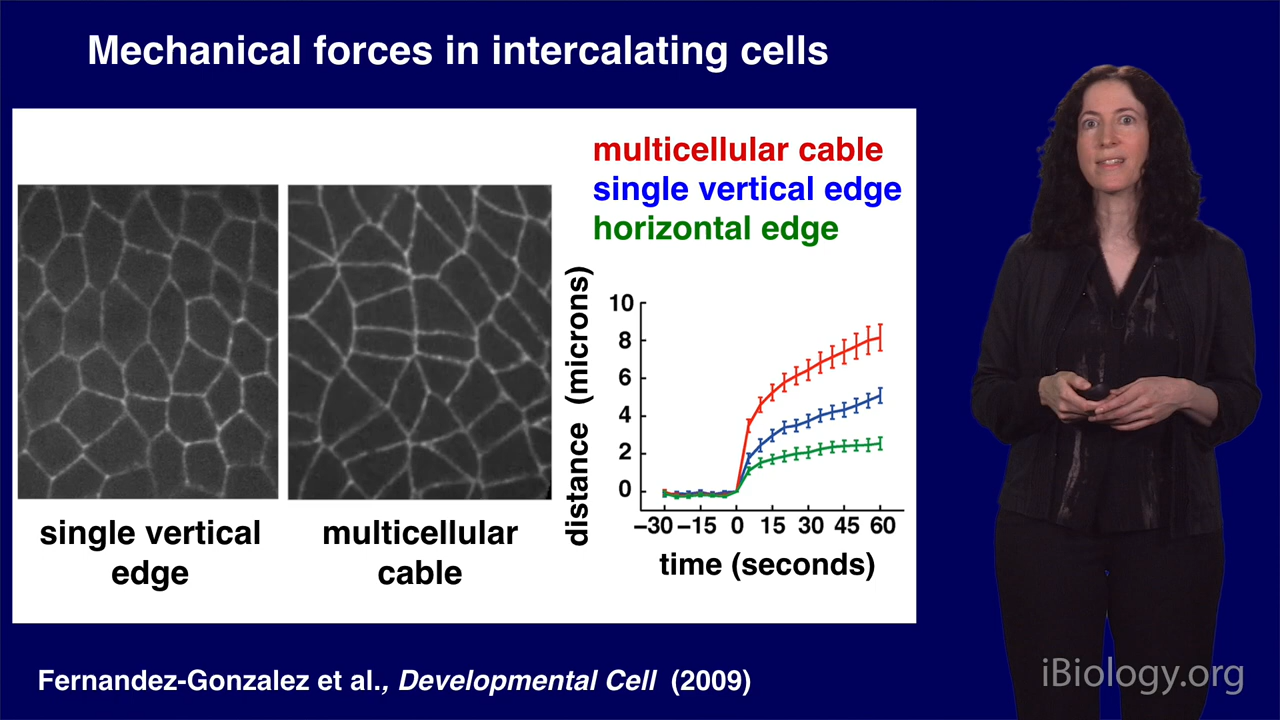 Mechanical forces in intercalating cells
multicellular cable
single vertical edge
horizontal edge
distance (microns)
10
8
6
4
2
0
−30 −15 0 15 30 45 60
time (seconds)
single vertical
edge
multicellular
cable
Fernandez-Gonzalez et al., Developmental Cell (2009)
iBiology.org